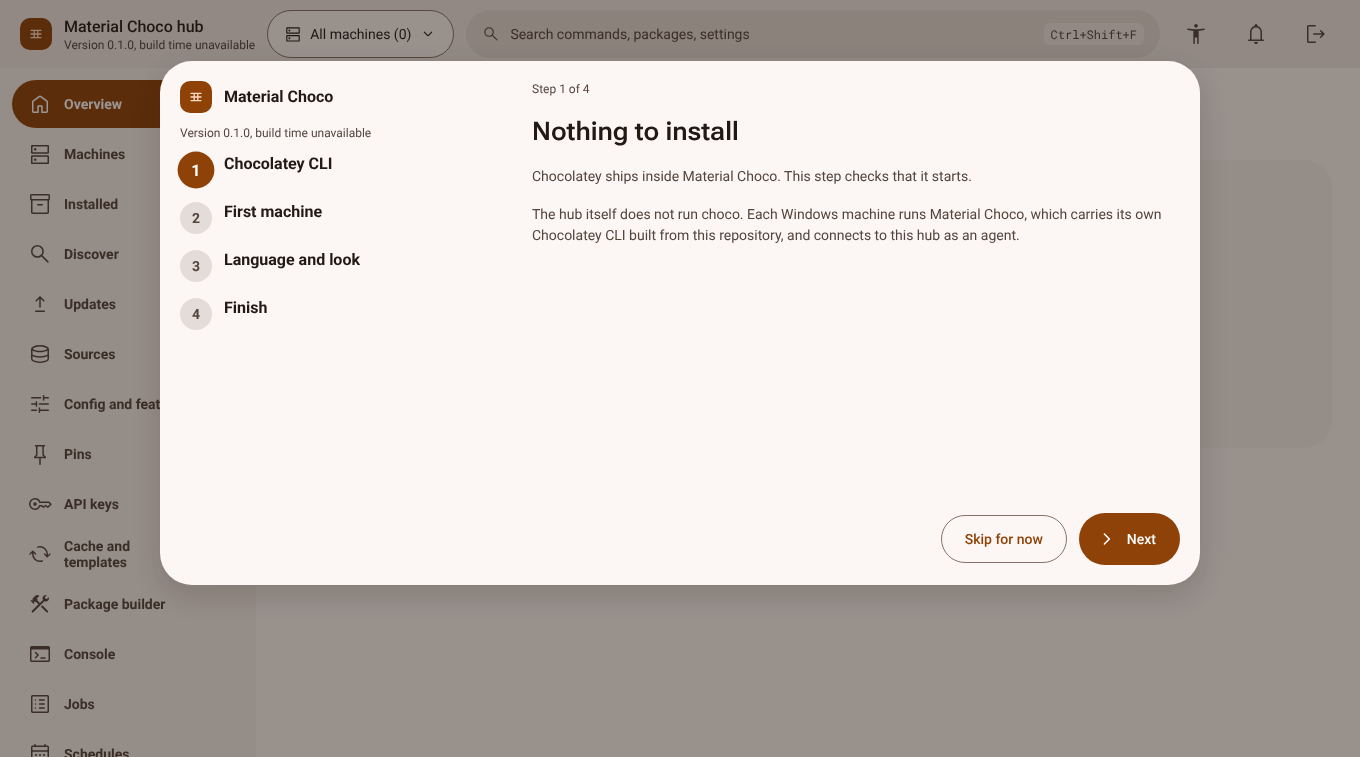 Material Choco hub
Version 0.1.0, build time unavailable
All machines (0)
Search commands, packages, settings
Ctrl+Shift+F
Overview
Machines
Installed
Discover
Updates
Sources
Config and feat
Pins
API keys
Cache and
templates
Package builder
Console
Jobs
Schedules
Material Choco
Version 0.1.0, build time unavailable
1 Chocolatey CLI
2 First machine
3 Language and look
4 Finish
Step 1 of 4
Nothing to install
Chocolatey ships inside Material Choco. This step checks that it starts.
The hub itself does not run choco. Each Windows machine runs Material Choco, which carries its own
Chocolatey CLI built from this repository, and connects to this hub as an agent.
Skip for now
Next